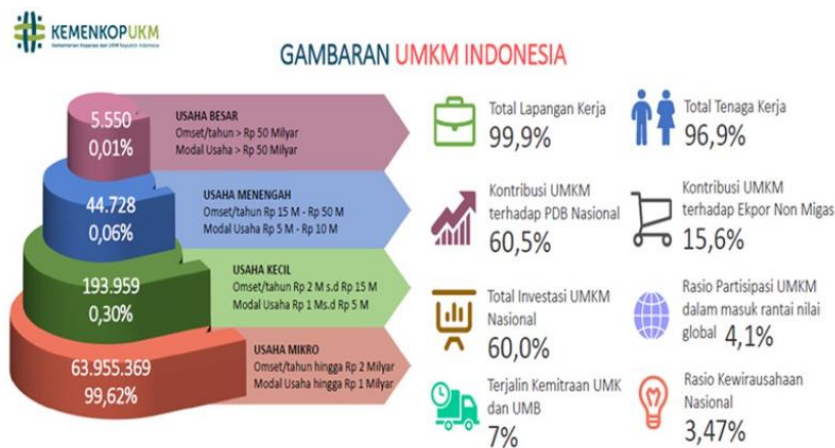 KEMENKOPUKM
Kementerian Koperasi dan UKM Republik Indonesia
GAMBARAN UMKM INDONESIA
5.550
0,01%
USAHA BESAR
Omset/tahun > Rp 50 Milyar
Modal Usaha > Rp 50 Milyar
44.728
0,06%
USAHA MENENGAH
Omset/tahun Rp 15 M - Rp 50 M
Modal Usaha Rp 5 M - Rp 10 M
193.959
0,30%
USAHA KECIL
Omset/tahun Rp 2 M s.d Rp 15 M
Modal Usaha Rp 1 Ms.d Rp 5 M
63.955.369
99,62%
USAHA MIKRO
Omset/tahun hingga Rp 2 Milyar
Modal Usaha hingga Rp 1 Milyar
Total Lapangan Kerja
99,9%
Total Tenaga Kerja
96,9%
Kontribusi UMKM
terhadap PDB Nasional
60,5%
Kontribusi UMKM
terhadap Ekpor Non Migas
15,6%
Total Investasi UMKM
Nasional
60,0%
Rasio Partisipasi UMKM
dalam masuk rantai nilai
global 4,1%
Terjalin Kemitraan UMK
dan UMB
7%
Rasio Kewirausahaan
Nasional
3,47%